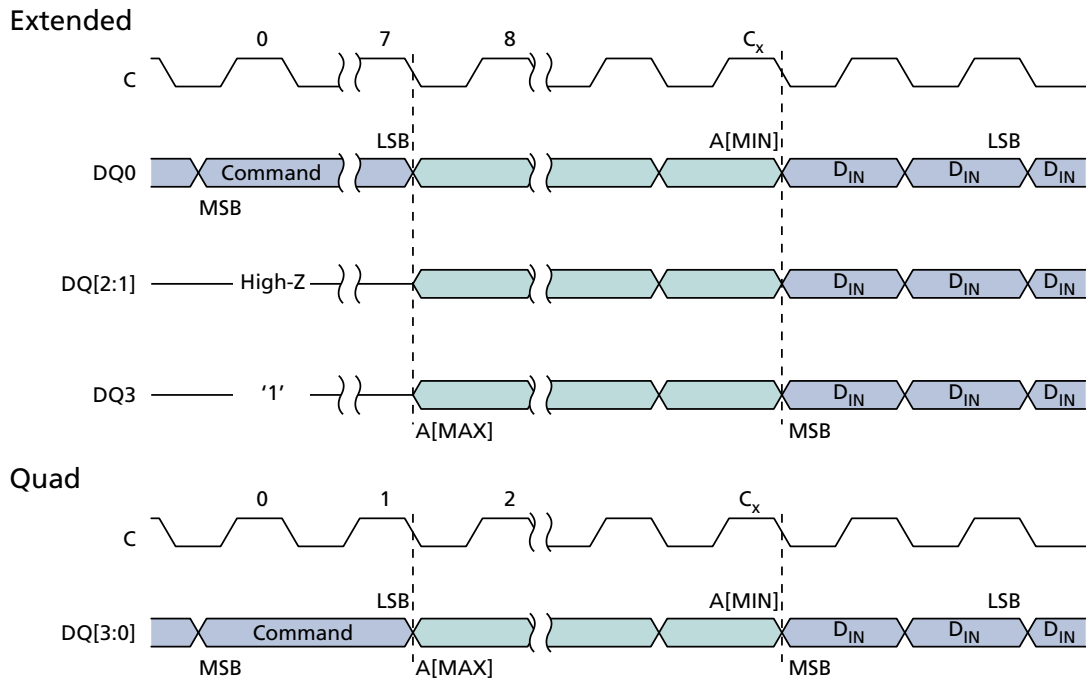 Extended
0 7 8 Cx
C
LSB A[MIN] LSB
DQ0 Command DIN DIN DIN
MSB
DQ[2:1] High-Z DIN DIN DIN
DQ3 '1' DIN DIN DIN
A[MAX] MSB
Quad
0 1 2 Cx
C
LSB A[MIN] LSB
DQ[3:0] Command DIN DIN DIN
MSB A[MAX] MSB